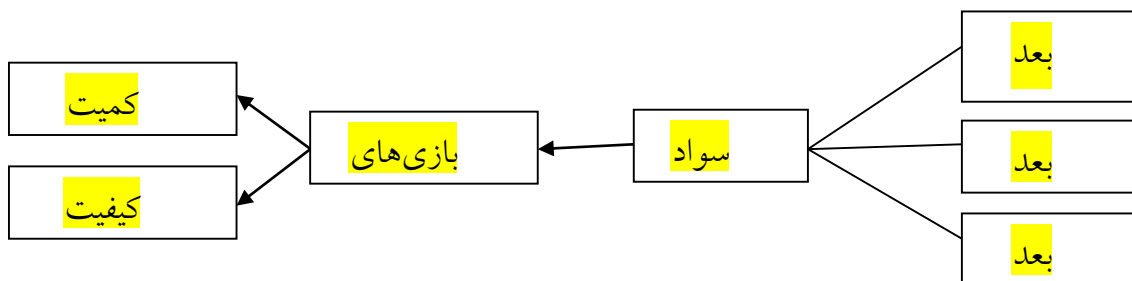 بعد
بعد
بعد
سواد
بازی‌های
کمیت
کیفیت